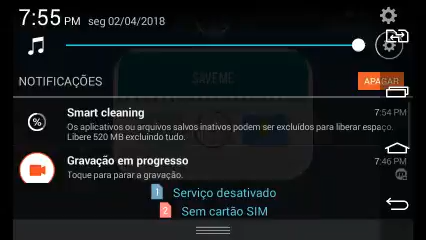 7:55 PM seg 02/04/2018
NOTIFICAÇÕES
APAGAR
SAVE ME
Smart cleaning
7:54 PM
Os aplicativos ou arquivos salvos inativos podem ser excluídos para liberar espaço.
Libere 520 MB excluindo tudo.
Gravação em progresso
7:46 PM
Toque para parar a gravação.
1 Serviço desativado
2 Sem cartão SIM